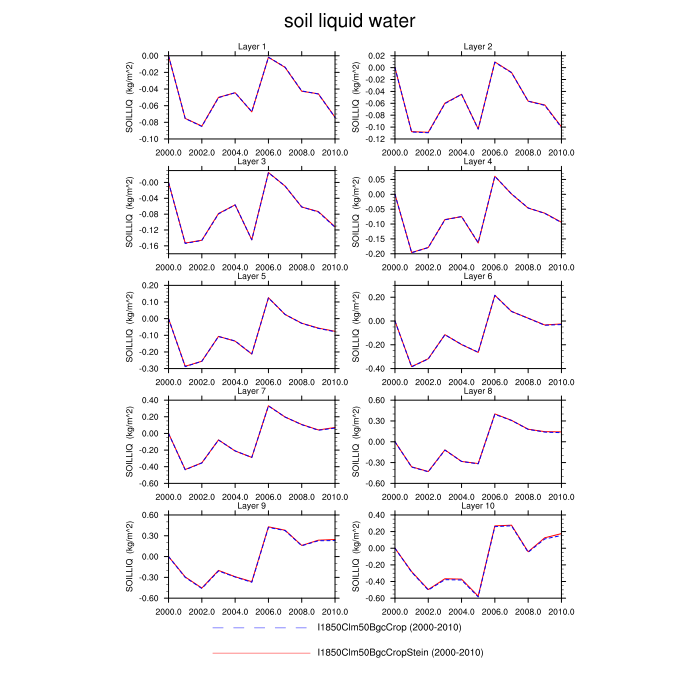 soil liquid water
Layer 1
SOILLIQ (kg/m^2)
0.00
-0.02
-0.04
-0.06
-0.08
-0.10
2000.0 2002.0 2004.0 2006.0 2008.0 2010.0
Layer 2
SOILLIQ (kg/m^2)
0.02
0.00
-0.02
-0.04
-0.06
-0.08
-0.10
-0.12
2000.0 2002.0 2004.0 2006.0 2008.0 2010.0
Layer 3
SOILLIQ (kg/m^2)
-0.00
-0.04
-0.08
-0.12
-0.16
2000.0 2002.0 2004.0 2006.0 2008.0 2010.0
Layer 4
SOILLIQ (kg/m^2)
0.05
0.00
-0.05
-0.10
-0.15
-0.20
2000.0 2002.0 2004.0 2006.0 2008.0 2010.0
Layer 5
SOILLIQ (kg/m^2)
0.20
0.10
0.00
-0.10
-0.20
-0.30
2000.0 2002.0 2004.0 2006.0 2008.0 2010.0
Layer 6
SOILLIQ (kg/m^2)
0.20
0.00
-0.20
-0.40
2000.0 2002.0 2004.0 2006.0 2008.0 2010.0
Layer 7
SOILLIQ (kg/m^2)
0.40
0.20
0.00
-0.20
-0.40
-0.60
2000.0 2002.0 2004.0 2006.0 2008.0 2010.0
Layer 8
SOILLIQ (kg/m^2)
0.60
0.30
0.00
-0.30
-0.60
2000.0 2002.0 2004.0 2006.0 2008.0 2010.0
Layer 9
SOILLIQ (kg/m^2)
0.60
0.30
0.00
-0.30
-0.60
2000.0 2002.0 2004.0 2006.0 2008.0 2010.0
Layer 10
SOILLIQ (kg/m^2)
0.40
0.20
0.00
-0.20
-0.40
-0.60
2000.0 2002.0 2004.0 2006.0 2008.0 2010.0
I1850Clm50BgcCrop (2000-2010)
I1850Clm50BgcCropStein (2000-2010)